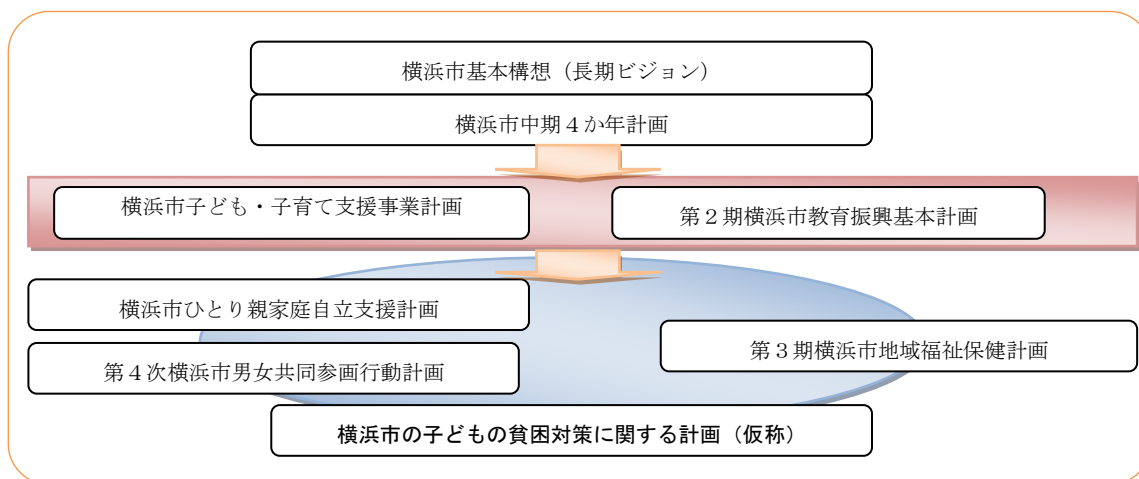 横浜市基本構想（長期ビジョン）
横浜市中期４か年計画
横浜市子ども・子育て支援事業計画
第２期横浜市教育振興基本計画
横浜市ひとり親家庭自立支援計画
第３期横浜市地域福祉保健計画
第４次横浜市男女共同参画行動計画
横浜市の子どもの貧困対策に関する計画（仮称）